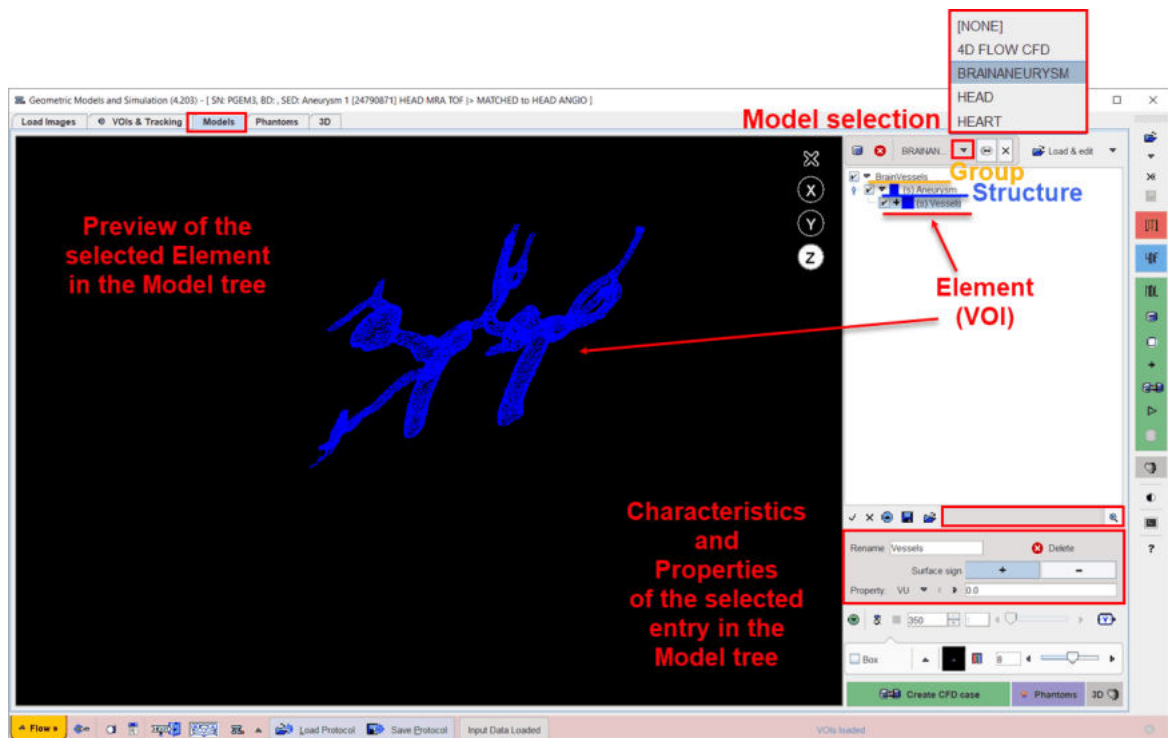 [NONE]
4D FLOW CFD
BRAINANEURYSM
HEAD
HEART
Geometric Models and Simulation (4.203) - [ SN: PGEM3, BD: , SED: Aneurysm 1 [24790871] HEAD MRA TOF |> MATCHED to HEAD ANGIO ]
Load Images
VOIs & Tracking
Models
Phantoms
3D
Model selection
BRAINAN...
Load & edit
BrainVessels
Group
(s) Aneurysm
Structure
(s) Vessels
X
Y
Z
Preview of the
selected Element
in the Model tree
Element
(VOI)
Characteristics
and
Properties
of the selected
entry in the
Model tree
Rename
Vessels
Delete
Surface sign
+
-
Property:
VU
0.0
350
Box
8
Create CFD case
Phantoms
3D
Flow
Load Protocol
Save Protocol
Input Data Loaded
VOIs loaded
?